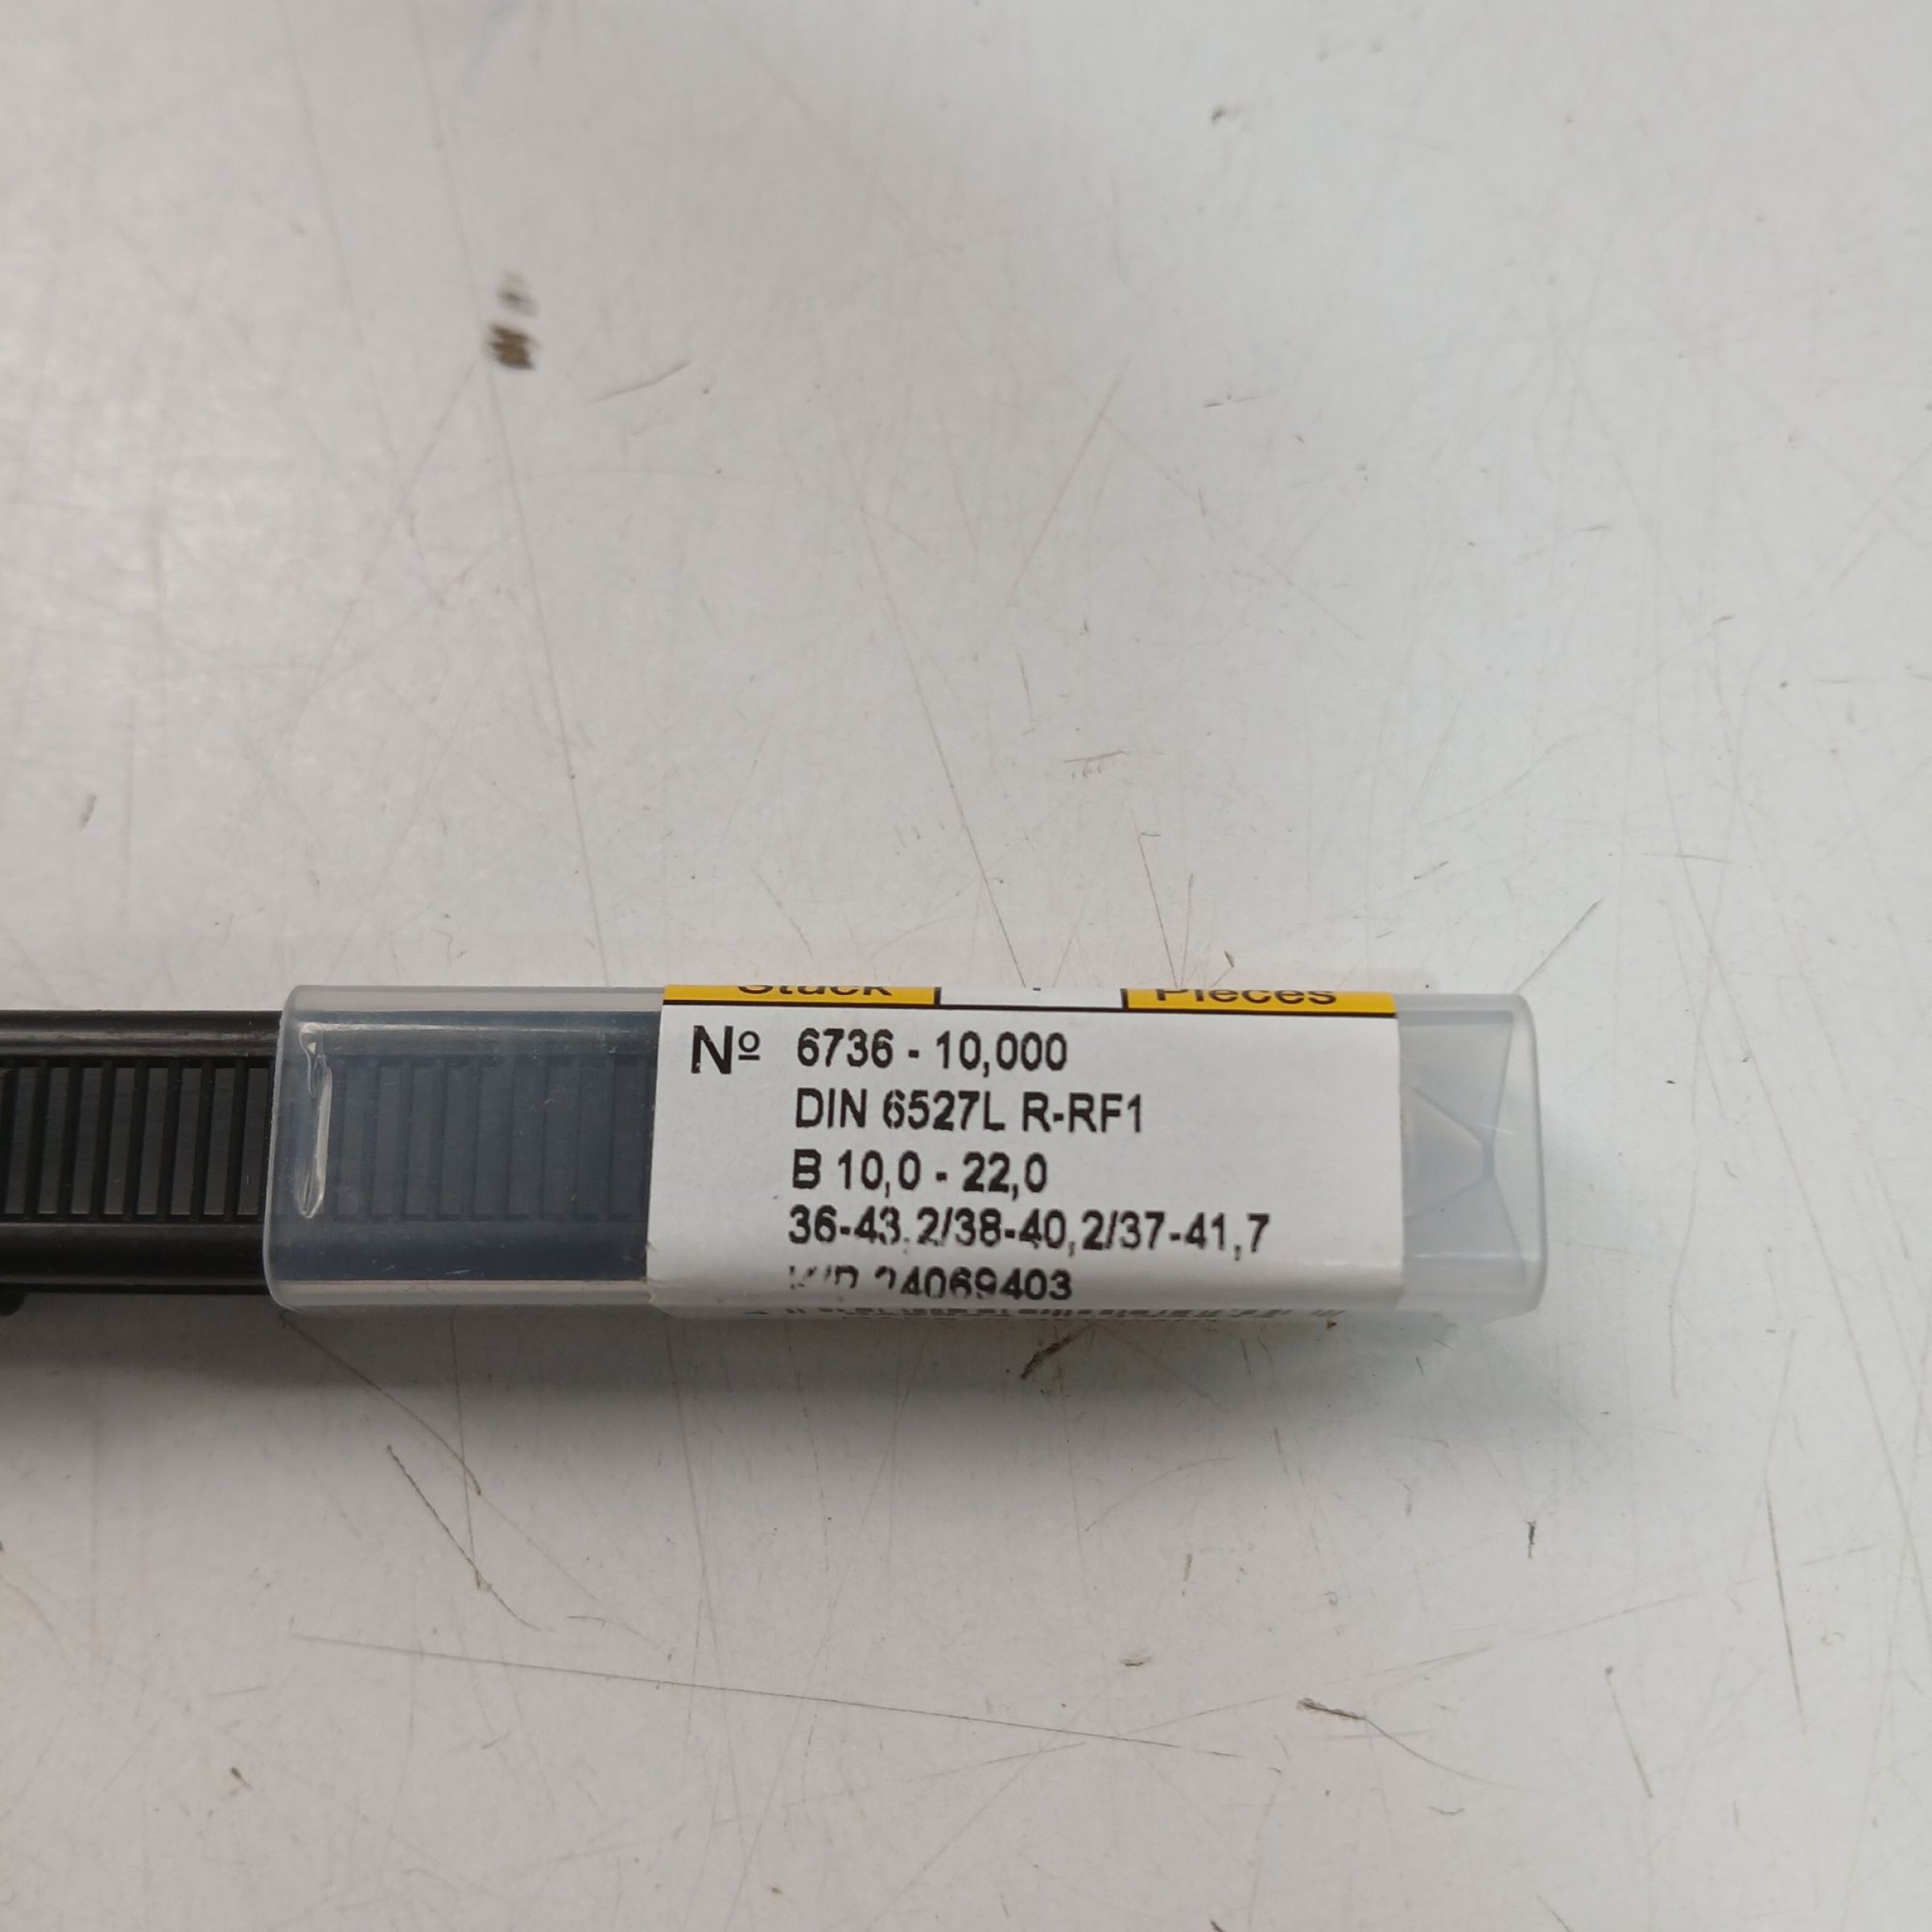 Stück Pieces
Nº 6736 - 10,000
DIN 6527L R-RF1
B 10,0 - 22,0
36-43,2/38-40,2/37-41,7
24069403